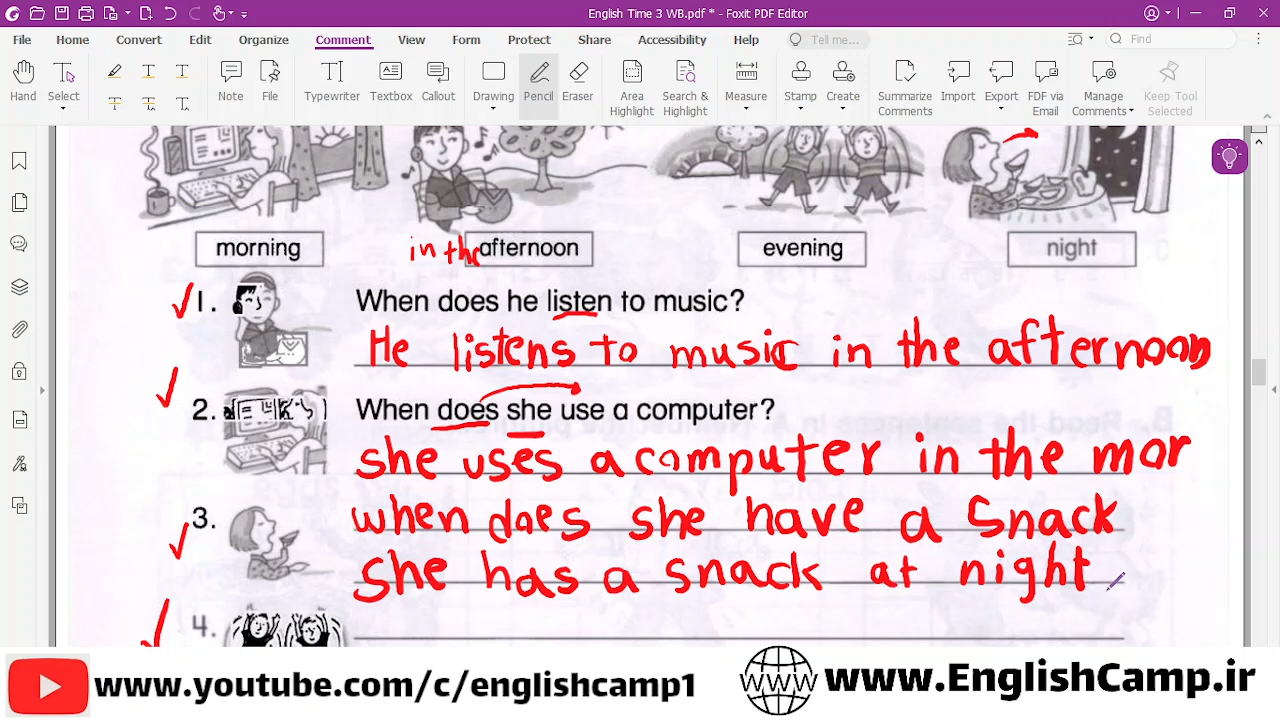 English Time 3 WB.pdf * - Foxit PDF Editor
File Home Convert Edit Organize Comment View Form Protect Share Accessibility Help Tell me... Find
Hand Select Note File Typewriter Textbox Callout Drawing Pencil Eraser Area Highlight Search & Highlight Measure Stamp Create Summarize Comments Import Export FDF via Email Manage Comments Keep Tool Selected
morning in the afternoon evening night
1. When does he listen to music?
He listens to music in the afternoon
2. When does she use a computer?
she uses a computer in the mor
3. when does she have a snack
she has a snack at night
4.
www.youtube.com/c/englishcamp1 WWW www.EnglishCamp.ir